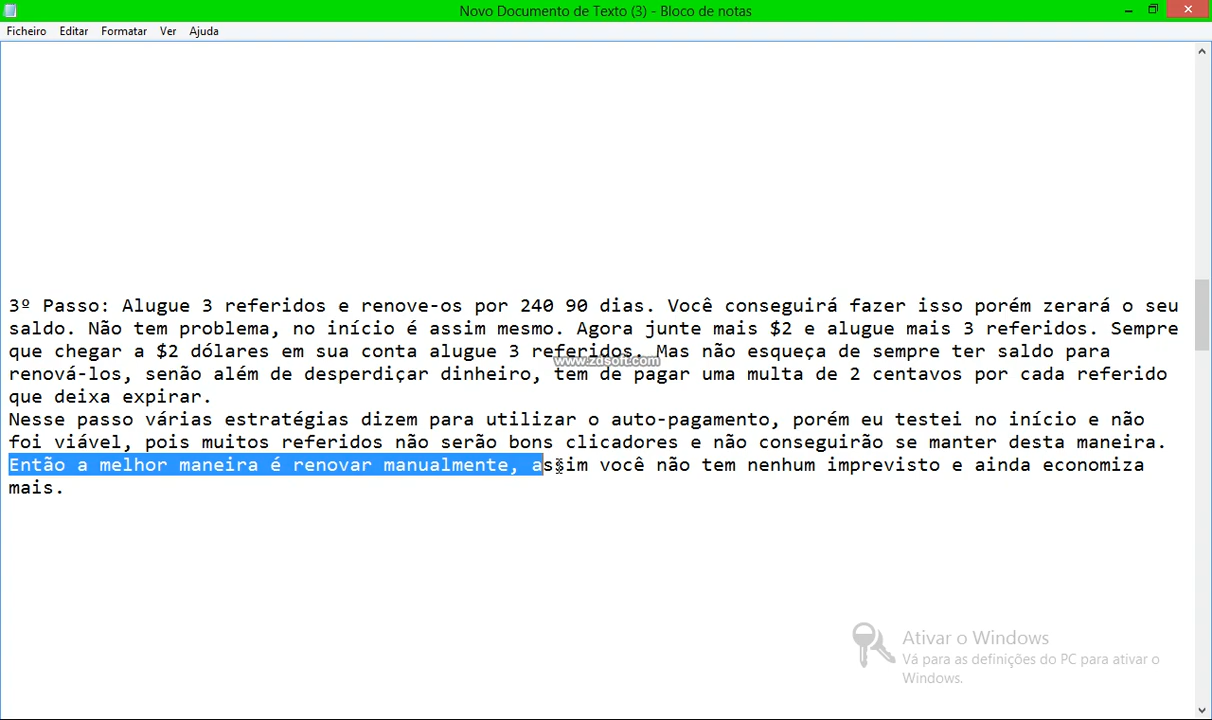 Novo Documento de Texto (3) - Bloco de notas
Ficheiro Editar Formatar Ver Ajuda
3º Passo: Alugue 3 referidos e renove-os por 240 90 dias. Você conseguirá fazer isso porém zerará o seu
saldo. Não tem problema, no início é assim mesmo. Agora junte mais $2 e alugue mais 3 referidos. Sempre
que chegar a $2 dólares em sua conta alugue 3 referidos. Mas não esqueça de sempre ter saldo para
www.zdsoft.com
renová-los, senão além de desperdiçar dinheiro, tem de pagar uma multa de 2 centavos por cada referido
que deixa expirar.
Nesse passo várias estratégias dizem para utilizar o auto-pagamento, porém eu testei no início e não
foi viável, pois muitos referidos não serão bons clicadores e não conseguirão se manter desta maneira.
Então a melhor maneira é renovar manualmente, assim você não tem nenhum imprevisto e ainda economiza
mais.
Ativar o Windows
Vá para as definições do PC para ativar o
Windows.